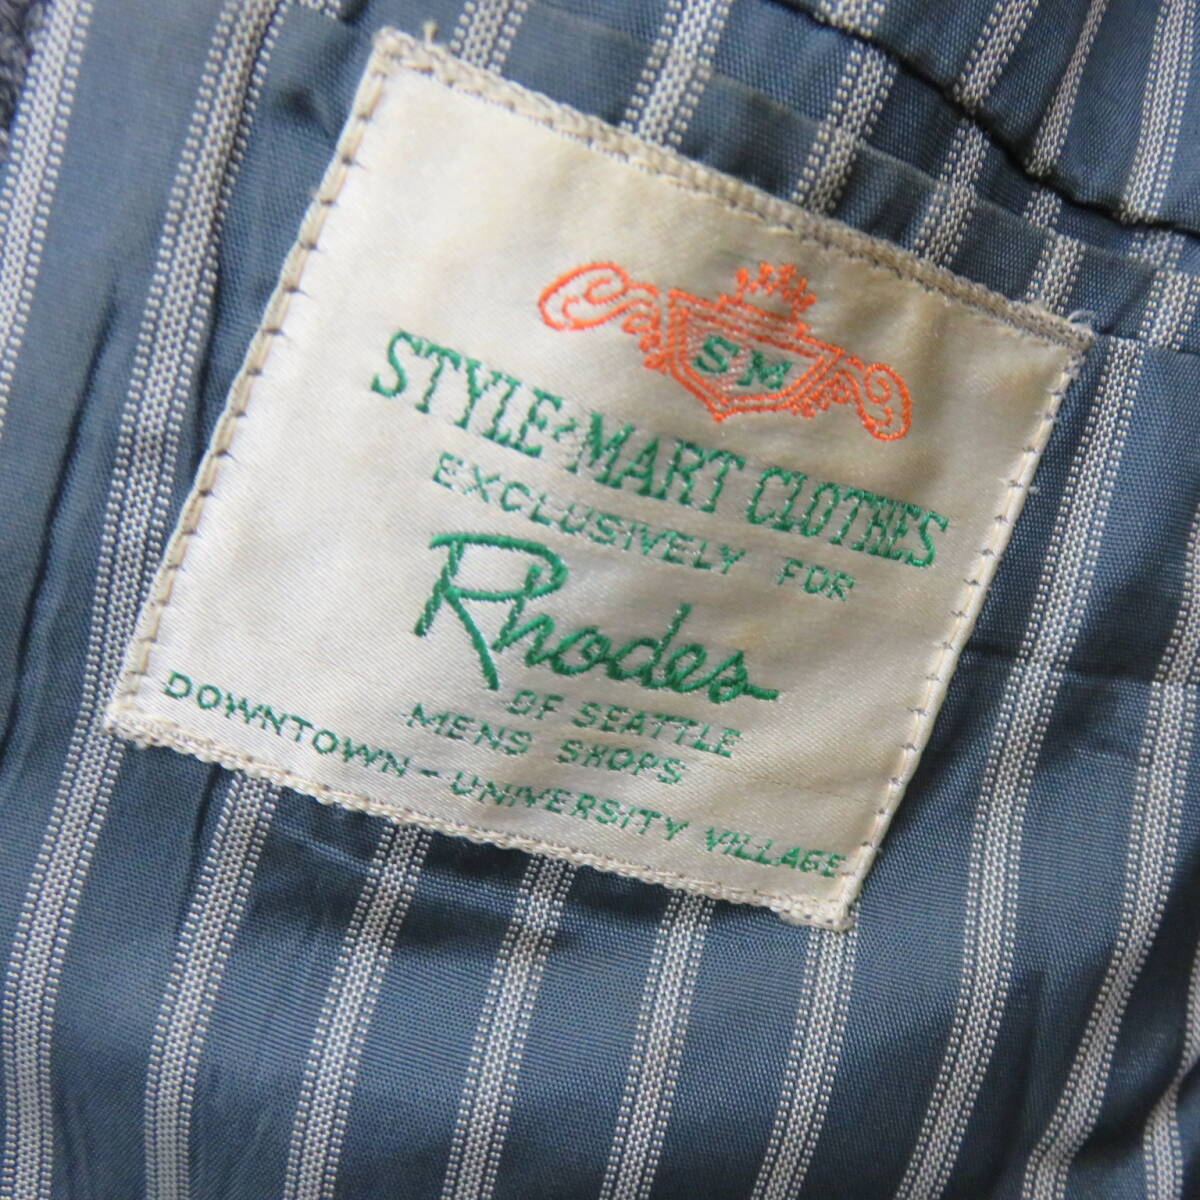 SM
STYLE-MART CLOTHES
EXCLUSIVELY FOR
Rhodes
OF SEATTLE
MENS SHOPS
DOWNTOWN - UNIVERSITY VILLAGE